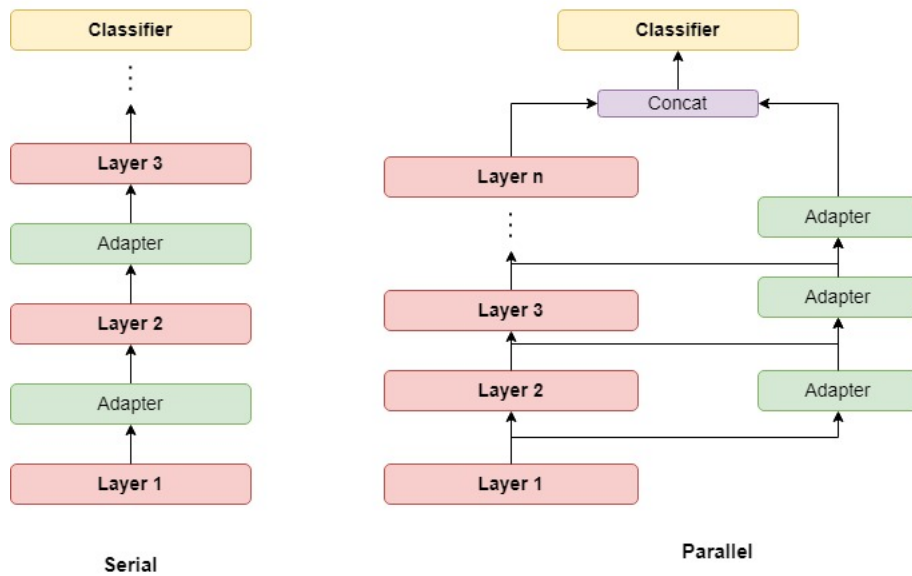 Classifier
Layer 3
Adapter
Layer 2
Adapter
Layer 1
Serial
Classifier
Concat
Layer n
Adapter
Layer 3
Adapter
Layer 2
Adapter
Layer 1
Parallel